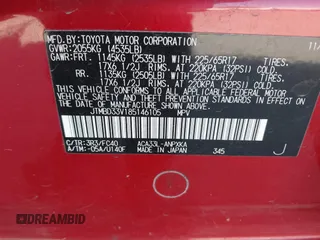 MFD.BY:TOYOTA MOTOR CORPORATION 11/
GVWR:2055KG (4535LB)
GAWR:FRT. 1145KG (2535LB) WITH 225/65R17
17X6 1/2J RIMS, AT 220KPA (32PSI) COLD
RR. 1135KG (2505LB) WITH 225/65R17
17X6 1/2J RIMS, AT 220KPA (32PSI) COLD
THIS VEHICLE CONFORMS TO ALL APPLICABLE
FEDERAL MOTOR VEHICLE SAFETY, AND
THEFT PREVENTION STANDARDS IN EFFECT ON
THE DATE OF MANUFACTURE SHOWN ABOVE.
JTMBD33V185146105 MPV
C/TR:3R3/FC40 ACA33L-ANPXKA
A/TM:-05A/U140F MADE IN JAPAN 345
AUTOBIDMASTER